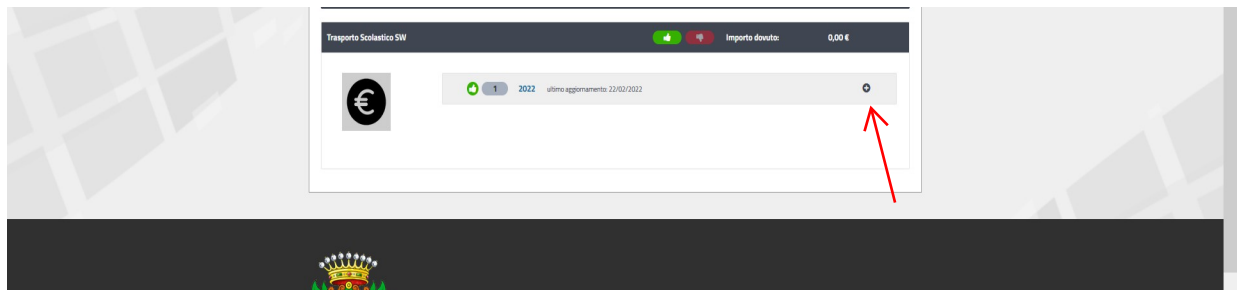 Trasporto Scolastico SW Importo dovuto: 0,00 €
1 2022 ultimo aggiornamento: 22/02/2022